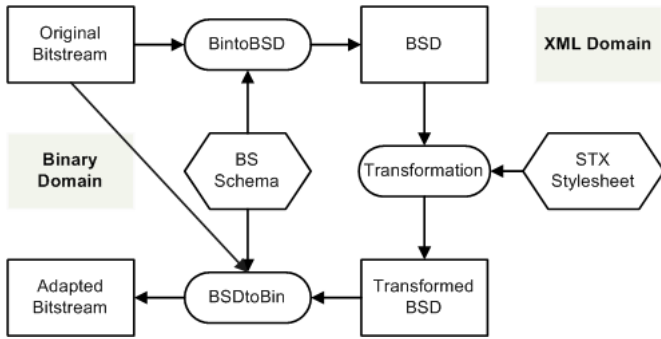 Original
Bitstream
BintoBSD
BSD
XML Domain
Binary
Domain
BS
Schema
Transformation
STX
Stylesheet
Adapted
Bitstream
BSDtoBin
Transformed
BSD